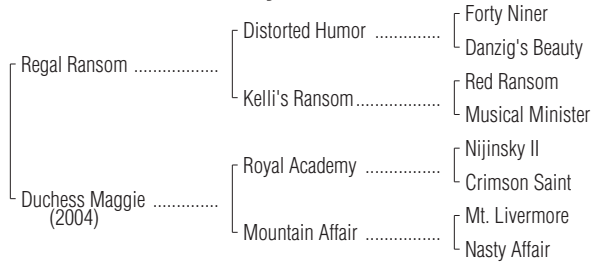 Forty Niner
Distorted Humor ..............
Danzig's Beauty
Regal Ransom .................
Red Ransom
Kelli's Ransom.................
Musical Minister
Nijinsky II
Royal Academy ...............
Crimson Saint
Duchess Maggie ..............
(2004)
Mt. Livermore
Mountain Affair ...............
Nasty Affair